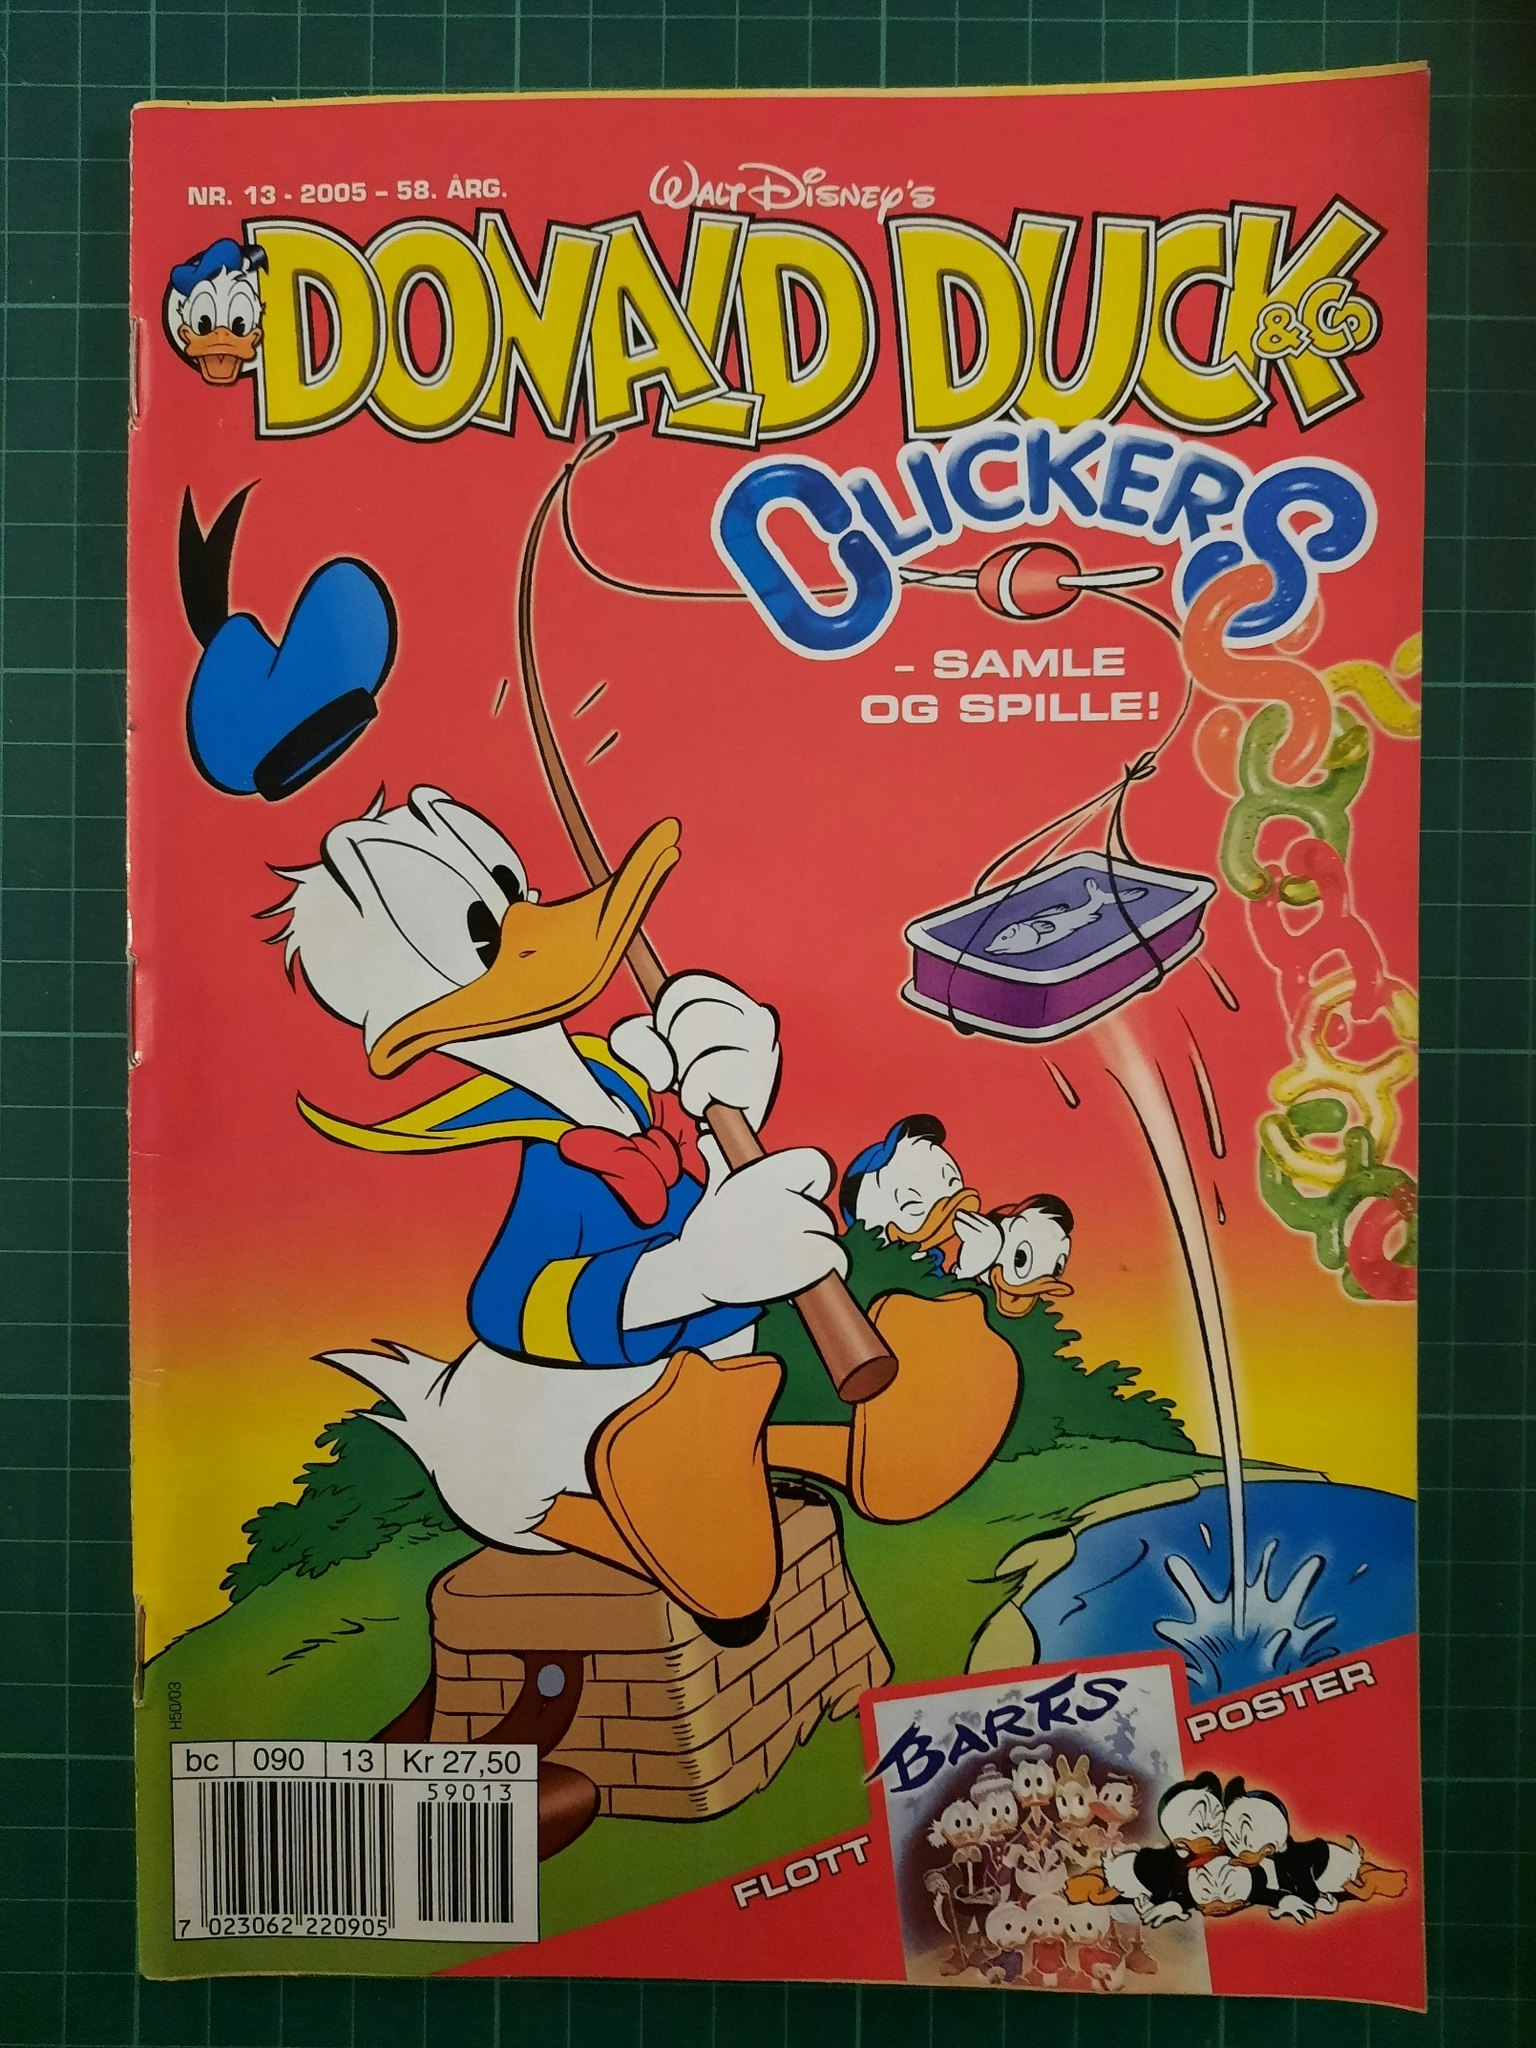 NR. 13 - 2005 - 58. ÅRG.
WALT DISNEY'S
DONALD DUCK
& CO
CLICKERS
- SAMLE
OG SPILLE!
H50/03
bc 090 13 Kr 27,50
59013
7 023062 220905
FLOTT
BARKS
POSTER